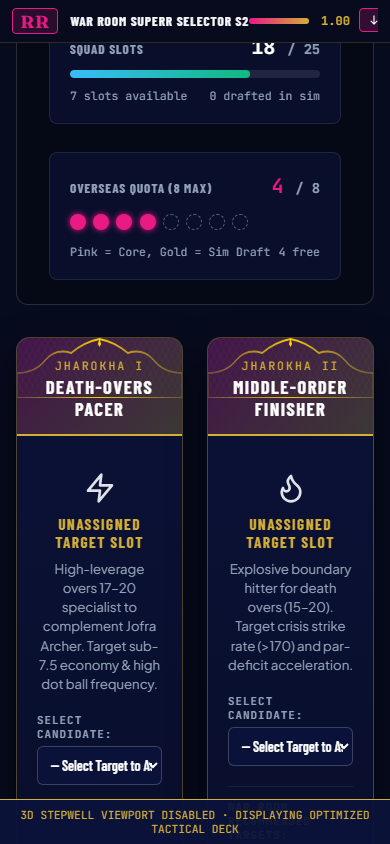 RR WAR ROOM SUPERR SELECTOR S2 1.00
SQUAD SLOTS 18 / 25
7 slots available 0 drafted in sim
OVERSEAS QUOTA (8 MAX) 4 / 8
Pink = Core, Gold = Sim Draft 4 free
JHAROKHA I
DEATH-OVERS
PACER
UNASSIGNED
TARGET SLOT
High-leverage
overs 17–20
specialist to
complement Jofra
Archer. Target sub-
7.5 economy & high
dot ball frequency.
SELECT
CANDIDATE:
— Select Target to As
JHAROKHA II
MIDDLE-ORDER
FINISHER
UNASSIGNED
TARGET SLOT
Explosive boundary
hitter for death
overs (15–20).
Target crisis strike
rate (>170) and par-
deficit acceleration.
SELECT
CANDIDATE:
— Select Target to As
3D STEPWELL VIEWPORT DISABLED · DISPLAYING OPTIMIZED
TACTICAL DECK